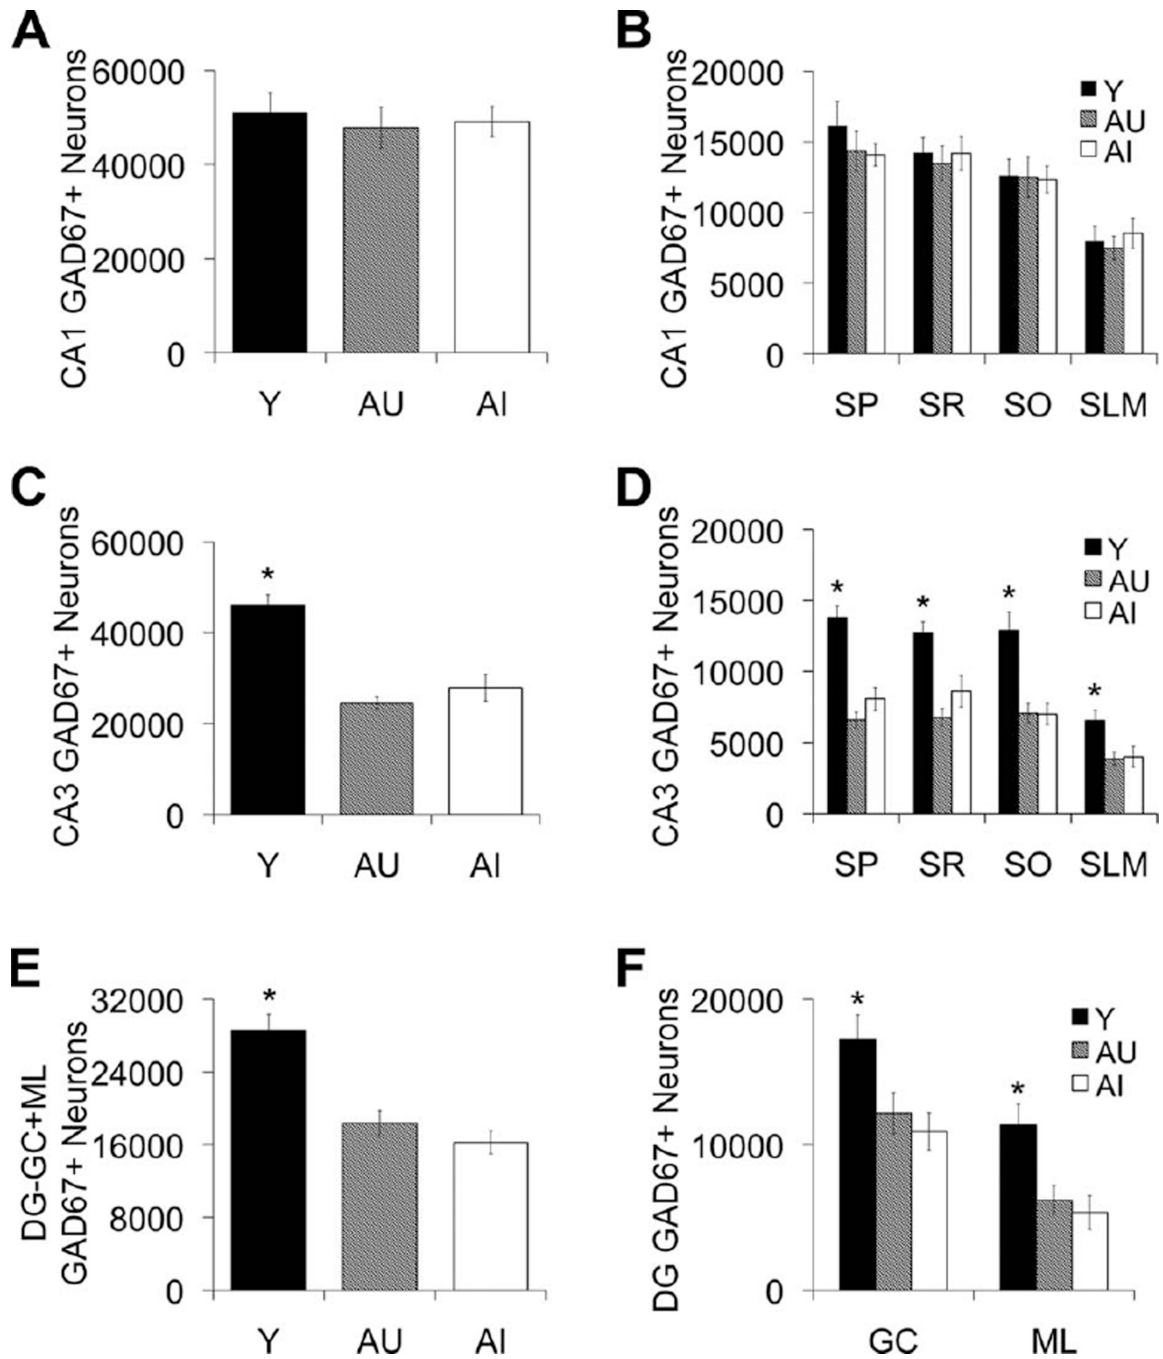 A
CA1 GAD67+ Neurons
60000
40000
20000
0
Y AU AI
B
CA1 GAD67+ Neurons
20000
15000
10000
5000
0
Y
AU
AI
SP SR SO SLM
C
CA3 GAD67+ Neurons
60000
40000
20000
0
*
Y AU AI
D
CA3 GAD67+ Neurons
20000
15000
10000
5000
0
* * * *
Y
AU
AI
SP SR SO SLM
E
DG-GC+ML
GAD67+ Neurons
32000
24000
16000
8000
0
*
Y AU AI
F
DG GAD67+ Neurons
20000
10000
0
* *
Y
AU
AI
GC ML